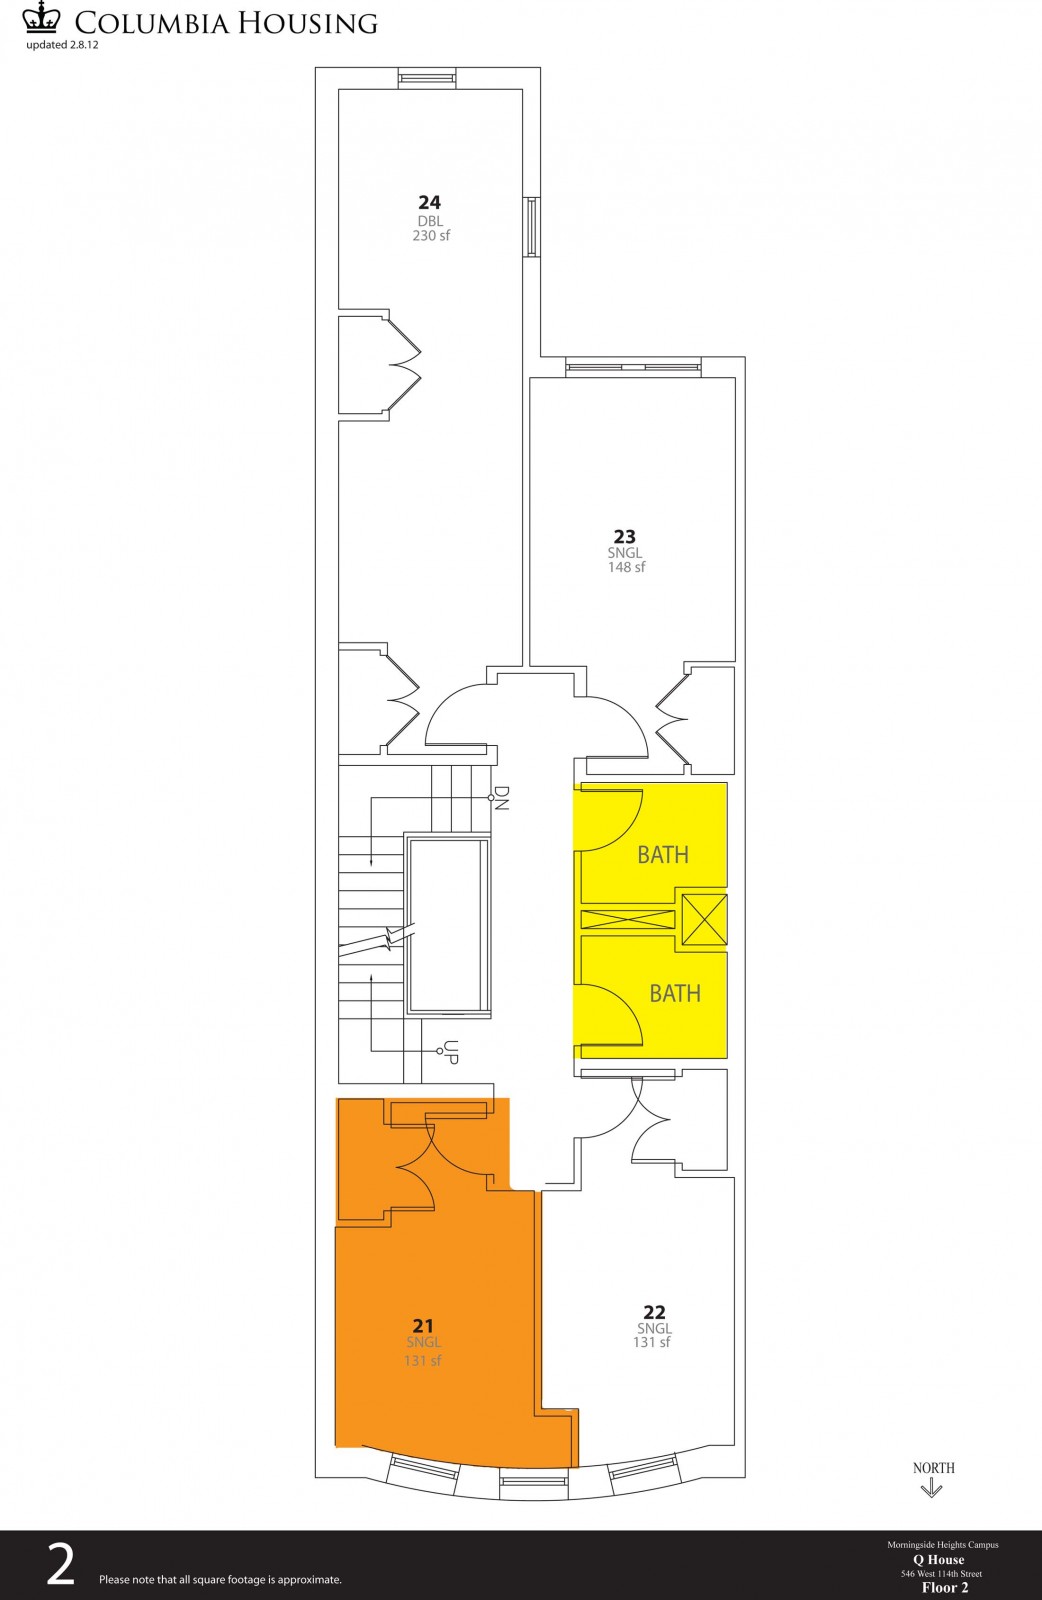 COLUMBIA HOUSING
updated 2.8.12
24
DBL
230 sf
23
SNGL
148 sf
DN
BATH
BATH
UP
21
SNGL
131 sf
22
SNGL
131 sf
NORTH
2
Please note that all square footage is approximate.
Morningside Heights Campus
Q House
546 West 114th Street
Floor 2